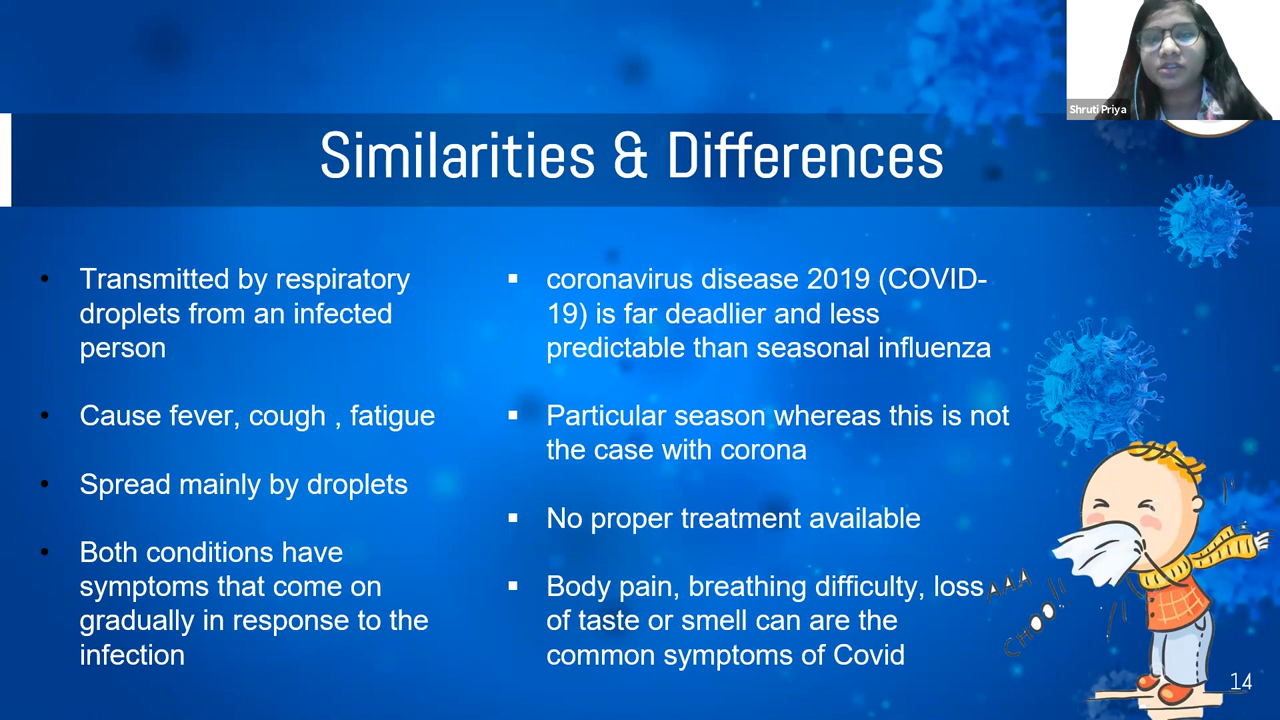 Shruti Priya
Similarities & Differences
Transmitted by respiratory
droplets from an infected
person
Cause fever, cough , fatigue
Spread mainly by droplets
Both conditions have
symptoms that come on
gradually in response to the
infection
coronavirus disease 2019 (COVID-
19) is far deadlier and less
predictable than seasonal influenza
Particular season whereas this is not
the case with corona
No proper treatment available
Body pain, breathing difficulty, loss
of taste or smell can are the
common symptoms of Covid
AAA
CHOO!!
14